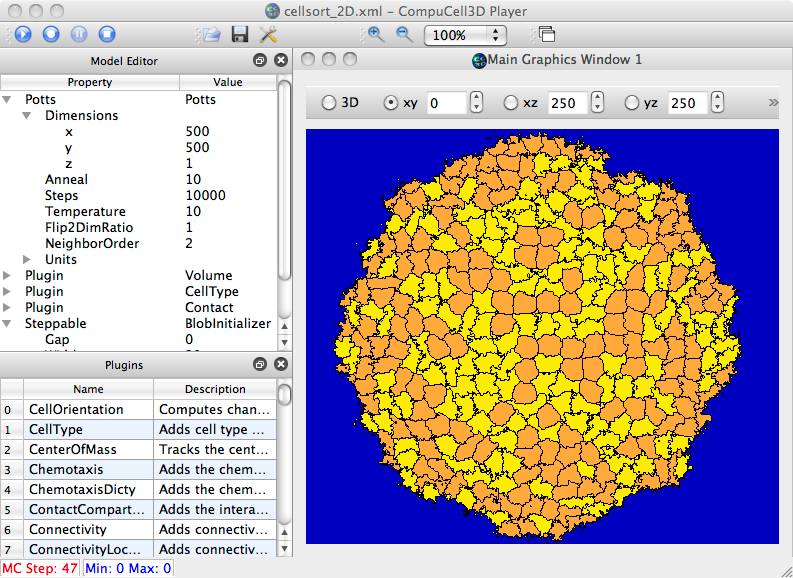 cellsort_2D.xml – CompuCell3D Player
100%
Model Editor
Property Value
Potts Potts
Dimensions
x 500
y 500
z 1
Anneal 10
Steps 10000
Temperature 10
Flip2DimRatio 1
NeighborOrder 2
Units
Plugin Volume
Plugin CellType
Plugin Contact
Steppable BlobInitializer
Gap 0
Plugins
Name Description
0 CellOrientation Computes chan...
1 CellType Adds cell type ...
2 CenterOfMass Tracks the cent...
3 Chemotaxis Adds the chem...
4 ChemotaxisDicty Adds the chem...
5 ContactCompart... Adds the intera...
6 Connectivity Adds connectiv...
7 ConnectivityLoc... Adds connectiv...
MC Step: 47 Min: 0 Max: 0
Main Graphics Window 1
3D xy 0 xz 250 yz 250 »